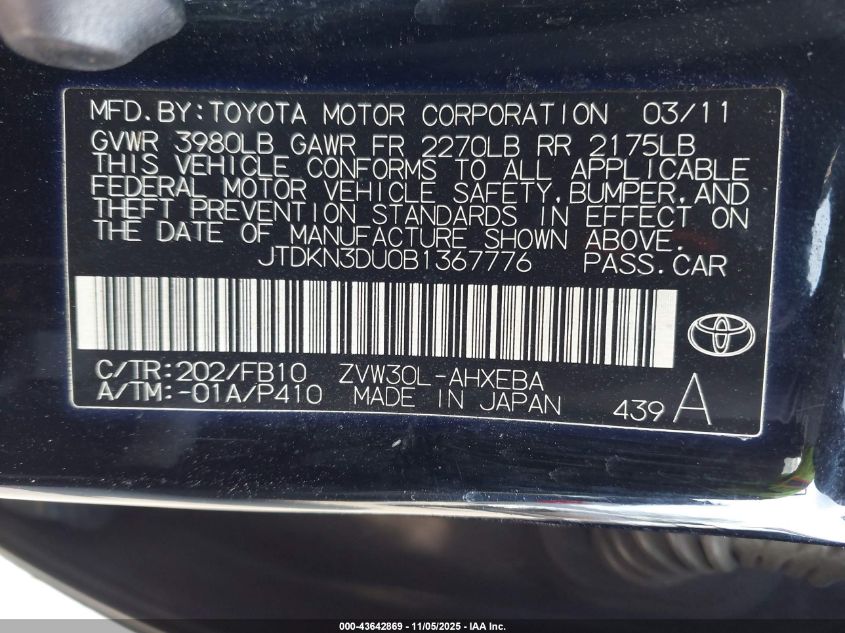 MFD.BY:TOYOTA MOTOR CORPORATION 03/11
GVWR 3980LB GAWR FR 2270LB RR 2175LB
THIS VEHICLE CONFORMS TO ALL APPLICABLE
FEDERAL MOTOR VEHICLE SAFETY,BUMPER,AND
THEFT PREVENTION STANDARDS IN EFFECT ON
THE DATE OF MANUFACTURE SHOWN ABOVE.
JTDKN3DU0B1367776 PASS.CAR
C/TR:202/FB10 ZVW30L-AHXEBA
A/TM:-01A/P410 MADE IN JAPAN 439 A
000-43642869 - 11/05/2025 - IAA Inc.